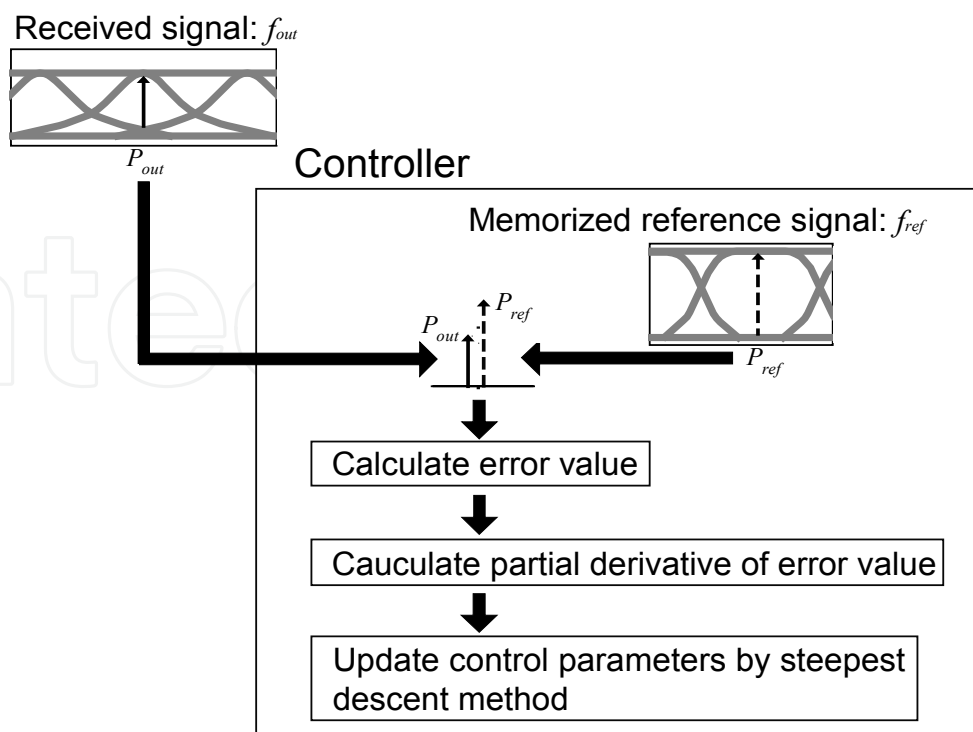 Received signal: fout
Pout
Controller
Memorized reference signal: fref
Pref
Pout
Pref
Calculate error value
Cauculate partial derivative of error value
Update control parameters by steepest
descent method